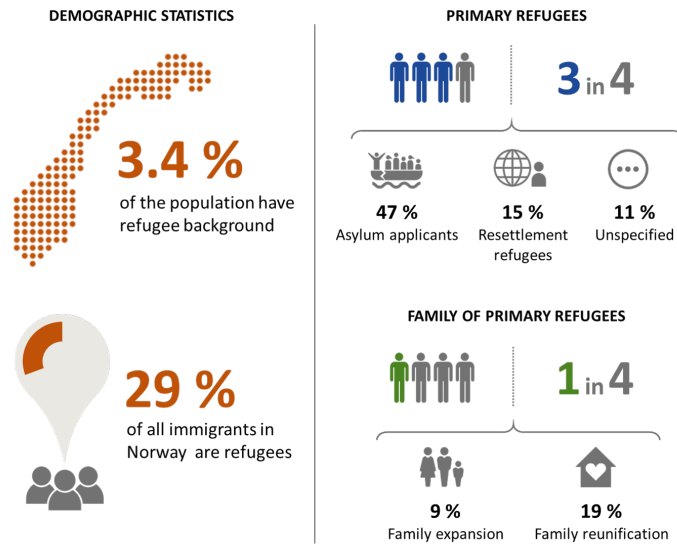 DEMOGRAPHIC STATISTICS
3.4 %
of the population have
refugee background
29 %
of all immigrants in
Norway are refugees
PRIMARY REFUGEES
3 in 4
47 %
Asylum applicants
15 %
Resettlement
refugees
11 %
Unspecified
FAMILY OF PRIMARY REFUGEES
1 in 4
9 %
Family expansion
19 %
Family reunification